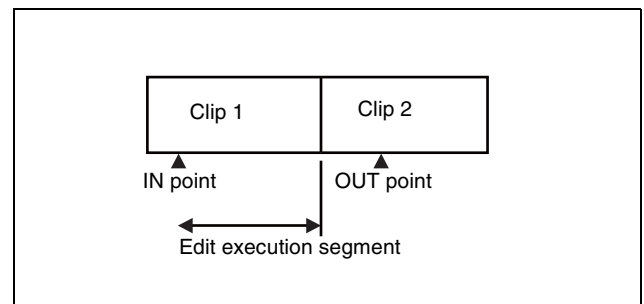 Clip 1
Clip 2
IN point
OUT point
Edit execution segment